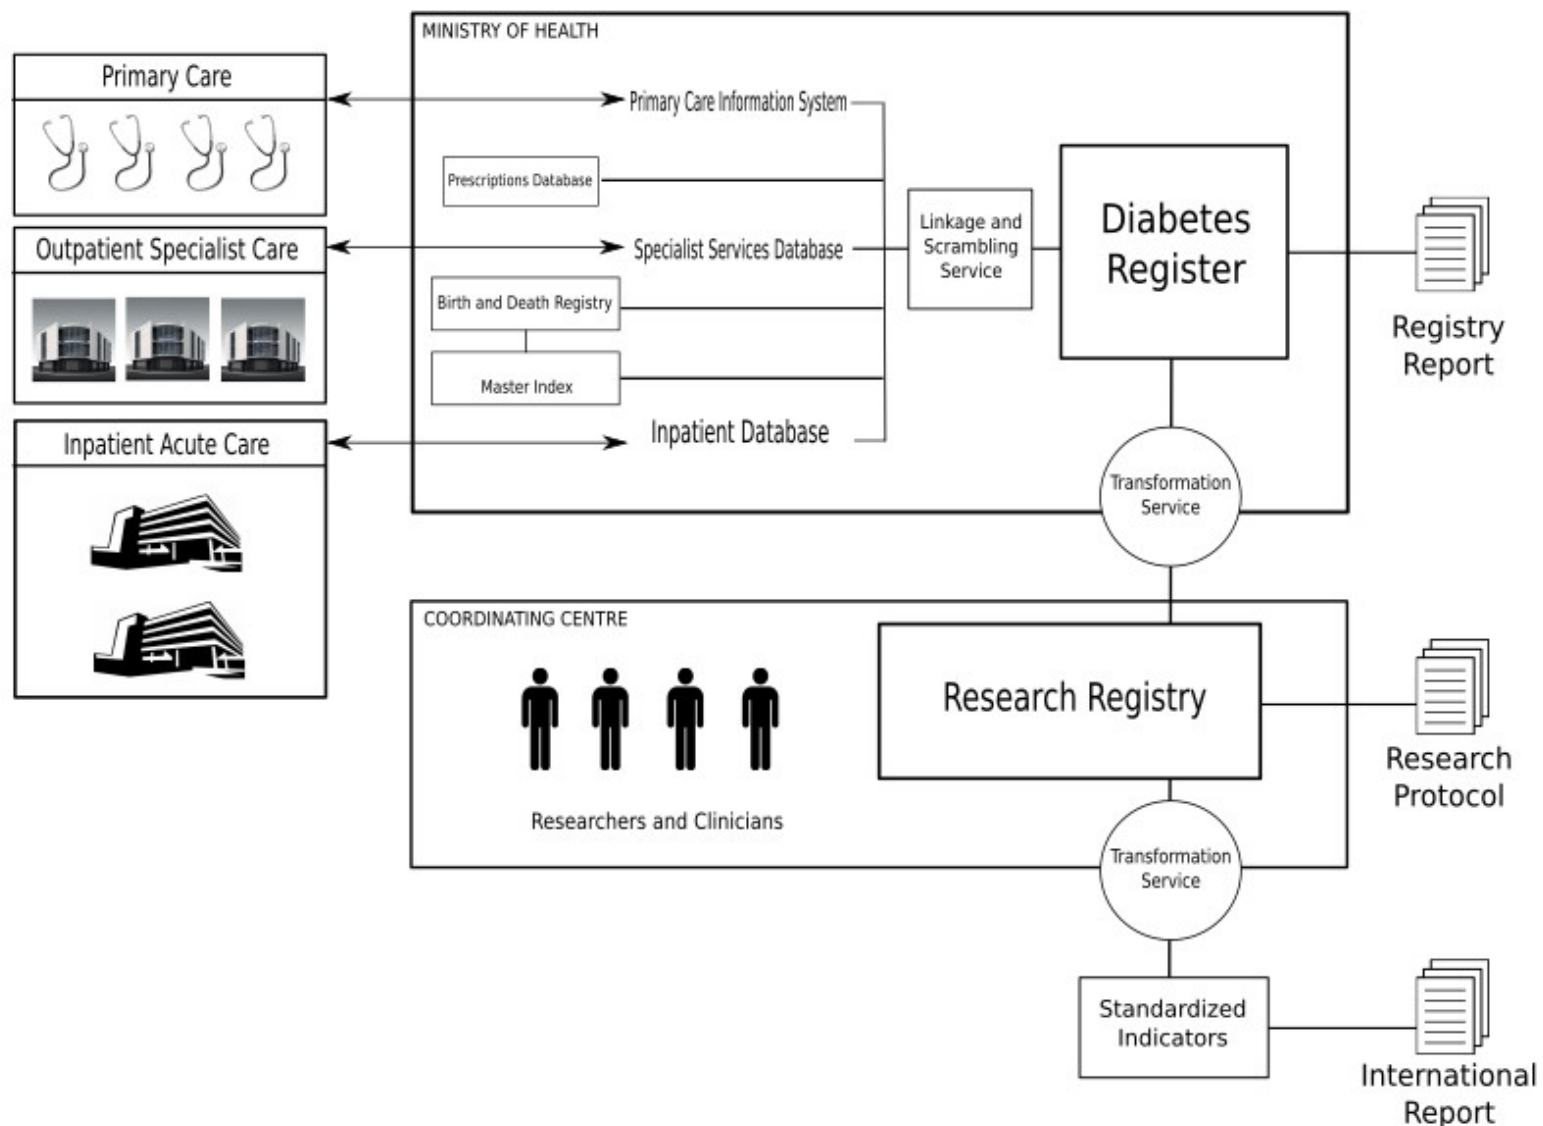 MINISTRY OF HEALTH
Primary Care
Primary Care Information System
Prescriptions Database
Outpatient Specialist Care
Specialist Services Database
Birth and Death Registry
Master Index
Inpatient Acute Care
Inpatient Database
Linkage and
Scrambling
Service
Diabetes
Register
Registry
Report
Transformation
Service
COORDINATING CENTRE
Researchers and Clinicians
Research Registry
Research
Protocol
Transformation
Service
Standardized
Indicators
International
Report